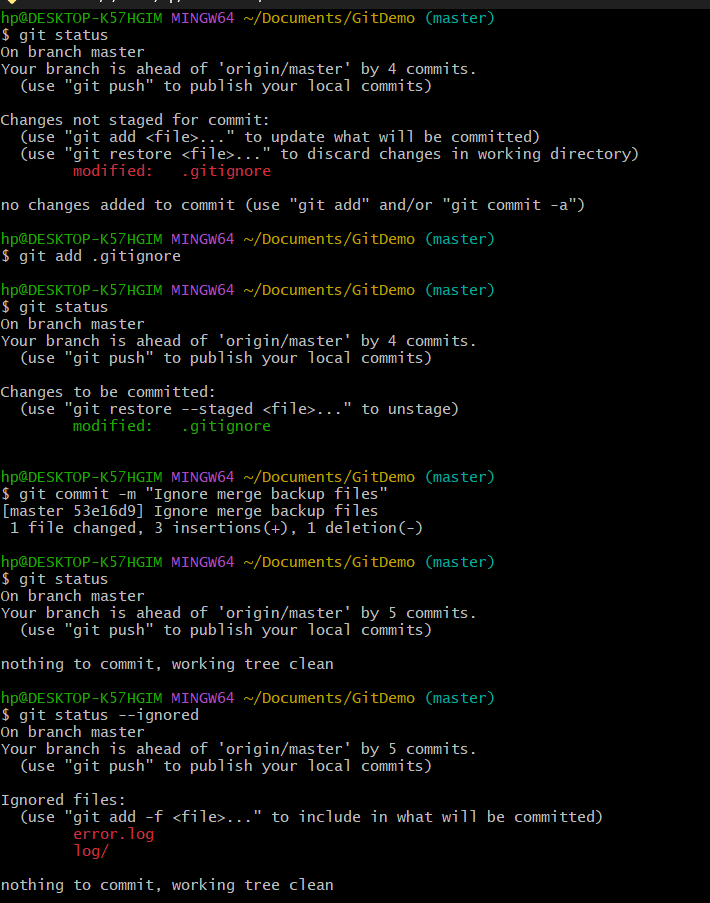 hp@DESKTOP-K57HGIM MINGW64 ~/Documents/GitDemo (master)
$ git status
On branch master
Your branch is ahead of 'origin/master' by 4 commits.
  (use "git push" to publish your local commits)

Changes not staged for commit:
  (use "git add <file>..." to update what will be committed)
  (use "git restore <file>..." to discard changes in working directory)
        modified:   .gitignore

no changes added to commit (use "git add" and/or "git commit -a")

hp@DESKTOP-K57HGIM MINGW64 ~/Documents/GitDemo (master)
$ git add .gitignore

hp@DESKTOP-K57HGIM MINGW64 ~/Documents/GitDemo (master)
$ git status
On branch master
Your branch is ahead of 'origin/master' by 4 commits.
  (use "git push" to publish your local commits)

Changes to be committed:
  (use "git restore --staged <file>..." to unstage)
        modified:   .gitignore


hp@DESKTOP-K57HGIM MINGW64 ~/Documents/GitDemo (master)
$ git commit -m "Ignore merge backup files"
[master 53e16d9] Ignore merge backup files
 1 file changed, 3 insertions(+), 1 deletion(-)

hp@DESKTOP-K57HGIM MINGW64 ~/Documents/GitDemo (master)
$ git status
On branch master
Your branch is ahead of 'origin/master' by 5 commits.
  (use "git push" to publish your local commits)

nothing to commit, working tree clean

hp@DESKTOP-K57HGIM MINGW64 ~/Documents/GitDemo (master)
$ git status --ignored
On branch master
Your branch is ahead of 'origin/master' by 5 commits.
  (use "git push" to publish your local commits)

Ignored files:
  (use "git add -f <file>..." to include in what will be committed)
        error.log
        log/

nothing to commit, working tree clean